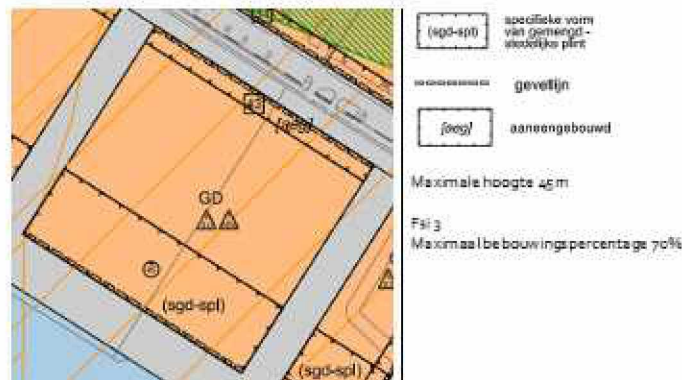 GD
(sgd-spl)
(sgd-spl)
(sgd-spl)
specifieke vorm
van gemengd -
stedelijke plint
gevellijn
[aeg]
aaneengebouwd
Maximale hoogte 45 m
Fsi 3
Maximaal bebouwingspercentage 70%